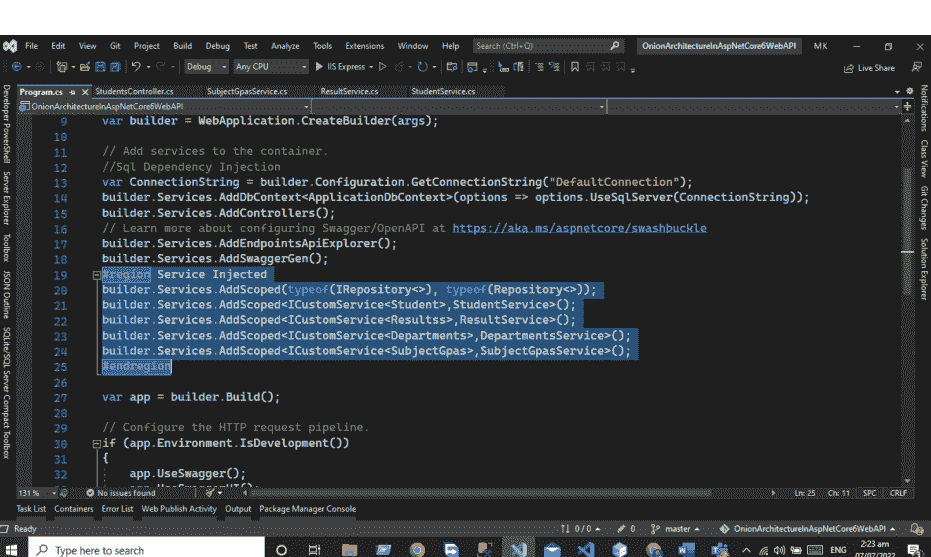 File Edit View Git Project Build Debug Test Analyze Tools Extensions Window Help Search (Ctrl+Q) OnionArchitectureInAspNetCore6WebAPI MK
Debug Any CPU IIS Express Live Share
Program.cs StudentsController.cs SubjectGpasService.cs ResultService.cs StudentService.cs
OnionArchitectureInAspNetCore6WebAPI
9 var builder = WebApplication.CreateBuilder(args);
10
11 // Add services to the container.
12 //Sql Dependency Injection
13 var ConnectionString = builder.Configuration.GetConnectionString("DefaultConnection");
14 builder.Services.AddDbContext<ApplicationDbContext>(options => options.UseSqlServer(ConnectionString));
15 builder.Services.AddControllers();
16 // Learn more about configuring Swagger/OpenAPI at https://aka.ms/aspnetcore/swashbuckle
17 builder.Services.AddEndpointsApiExplorer();
18 builder.Services.AddSwaggerGen();
19 #region Service Injected
20 builder.Services.AddScoped(typeof(IRepository<>), typeof(Repository<>));
21 builder.Services.AddScoped<ICustomService<Student>,StudentService>();
22 builder.Services.AddScoped<ICustomService<Resultss>,ResultService>();
23 builder.Services.AddScoped<ICustomService<Departments>,DepartmentsService>();
24 builder.Services.AddScoped<ICustomService<SubjectGpas>,SubjectGpasService>();
25 #endregion
26
27 var app = builder.Build();
28
29 // Configure the HTTP request pipeline.
30 if (app.Environment.IsDevelopment())
31 {
32 app.UseSwagger();
Developer PowerShell
Server Explorer
Toolbox
JSON Outline
SQLite/SQL Server Compact Toolbox
Notifications
Class View
Git Changes
Solution Explorer
131 % No issues found Ln: 25 Ch: 11 SPC CRLF
Task List Containers Error List Web Publish Activity Output Package Manager Console
Ready 0 / 0 0 master OnionArchitectureInAspNetCore6WebAPI
Type here to search ENG 2:23 am
07/07/2022